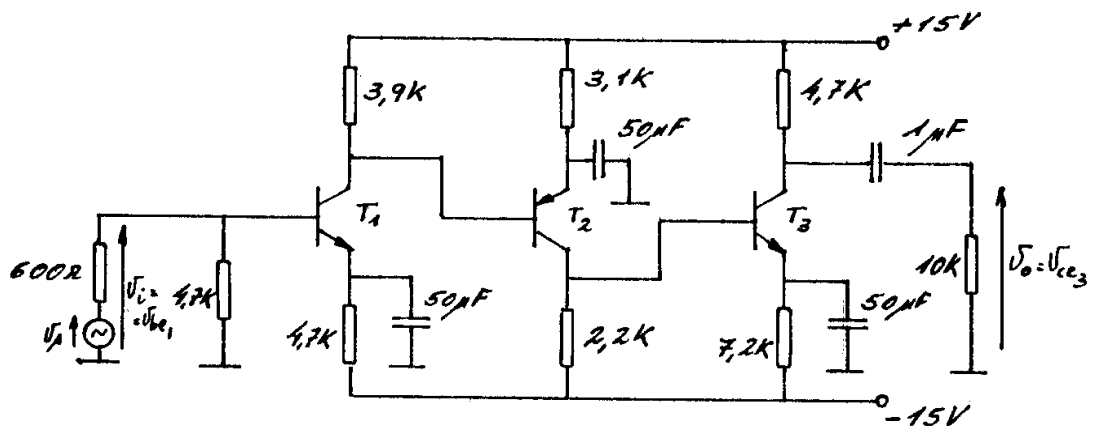 +15V
3,9K
3,1K
4,7K
50µF
1µF
T1
T2
T3
600Ω
4,7K
50µF
10K
50µF
4,7K
2,2K
7,2K
-15V